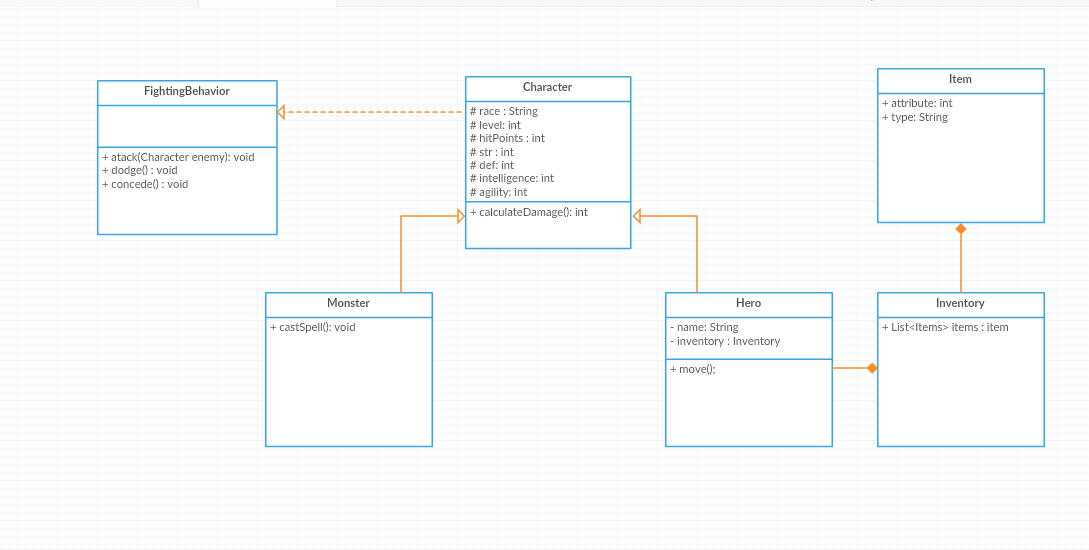 FightingBehavior
+ atack(Character enemy): void
+ dodge() : void
+ concede() : void
Character
# race : String
# level: int
# hitPoints : int
# str : int
# def: int
# intelligence: int
# agility: int
+ calculateDamage(): int
Item
+ attribute: int
+ type: String
Monster
+ castSpell(): void
Hero
- name: String
- inventory : Inventory
+ move();
Inventory
+ List<Items> items : item